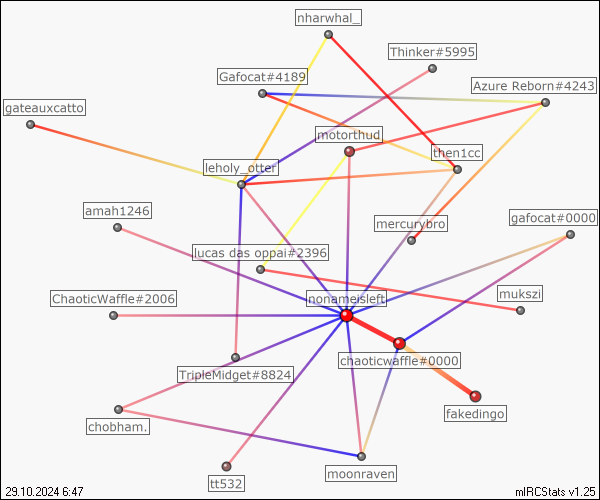 nharwhal_
Thinker#5995
Gafocat#4189
Azure Reborn#4243
gateauxcatto
motorthud
then1cc
leholy_otter
amah1246
gafocat#0000
mercurybro
lucas das oppai#2396
ChaoticWaffle#2006
nonameisleft
mukszi
chaoticwaffle#0000
TripleMidget#8824
fakedingo
chobham.
moonraven
tt532
29.10.2024 6:47
mIRCStats v1.25